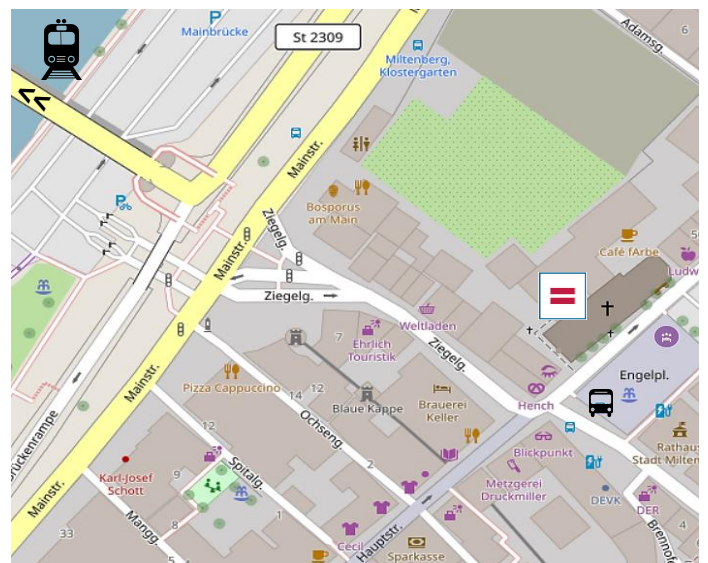 Mainbrücke
St 2309
Adamsg.
6
Miltenberg,
Klostergarten
Mainstr.
Bosporus
am Main
Ziegelg.
Café fArbe
Mainstr.
Ludw
Ziegelg.
Weltladen
7
Ehrlich
Touristik
Ziegelg.
Engelpl.
Pizza Cappuccino
Mainstr.
14
12
Blaue Kappe
Brauerei
Keller
Hench
Ochseng.
ückenrampe
12
Blickpunkt
Rathaus
Stadt Milten
Karl-Josef
Schott
9
Spitalg.
2
Metzgerei
Druckmiller
DEVK
DER
Mainstr.
8
1
33
Mangg.
5
Cecil
Hauptstr.
Sparkasse
Brennofe
4